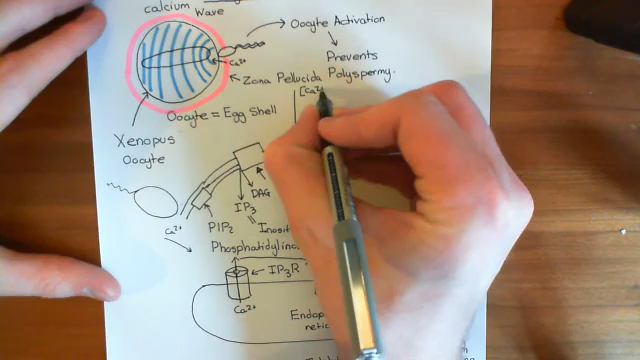 calcium
Wave
Oocyte Activation
Prevents
Polyspermy.
Ca²⁺
Zona Pellucida
[Ca²⁺
Oocyte = Egg Shell
Xenopus
Oocyte
DAG
IP₃
PIP₂
Ca²⁺
IP₃R
Ca²⁺